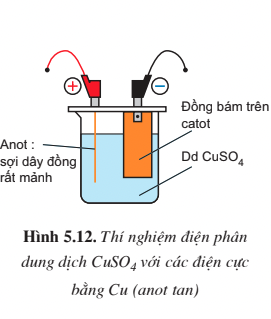 +
−
Đồng bám trên
catot
Anot :
sợi dây đồng
rất mảnh
Dd CuSO₄
Hình 5.12. Thí nghiệm điện phân
dung dịch CuSO₄ với các điện cực
bằng Cu (anot tan)